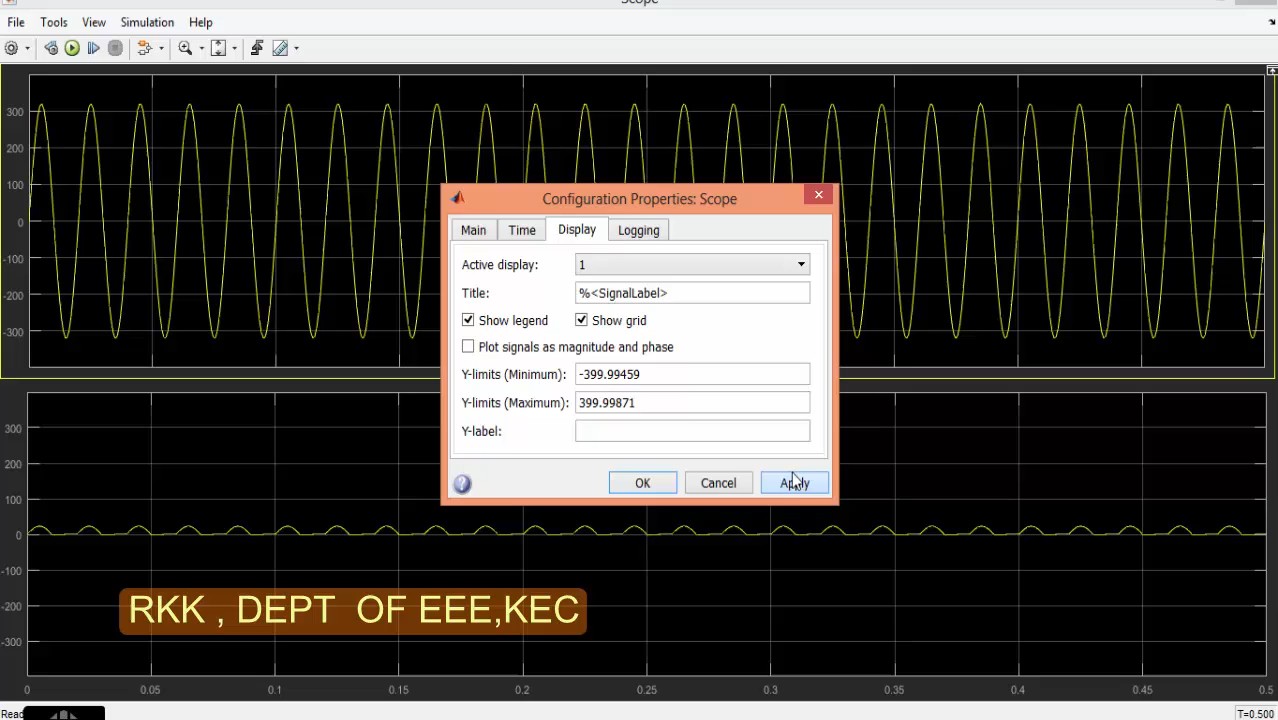 Scope
File Tools View Simulation Help
300
200
100
0
-100
-200
-300
Configuration Properties: Scope
Main Time Display Logging
Active display: 1
Title: %<SignalLabel>
Show legend Show grid
Plot signals as magnitude and phase
Y-limits (Minimum): -399.99459
Y-limits (Maximum): 399.99871
Y-label:
OK Cancel Apply
300
200
100
0
-100
-200
-300
RKK , DEPT OF EEE,KEC
0 0.05 0.1 0.15 0.2 0.25 0.3 0.35 0.4 0.45 0.5
T=0.500